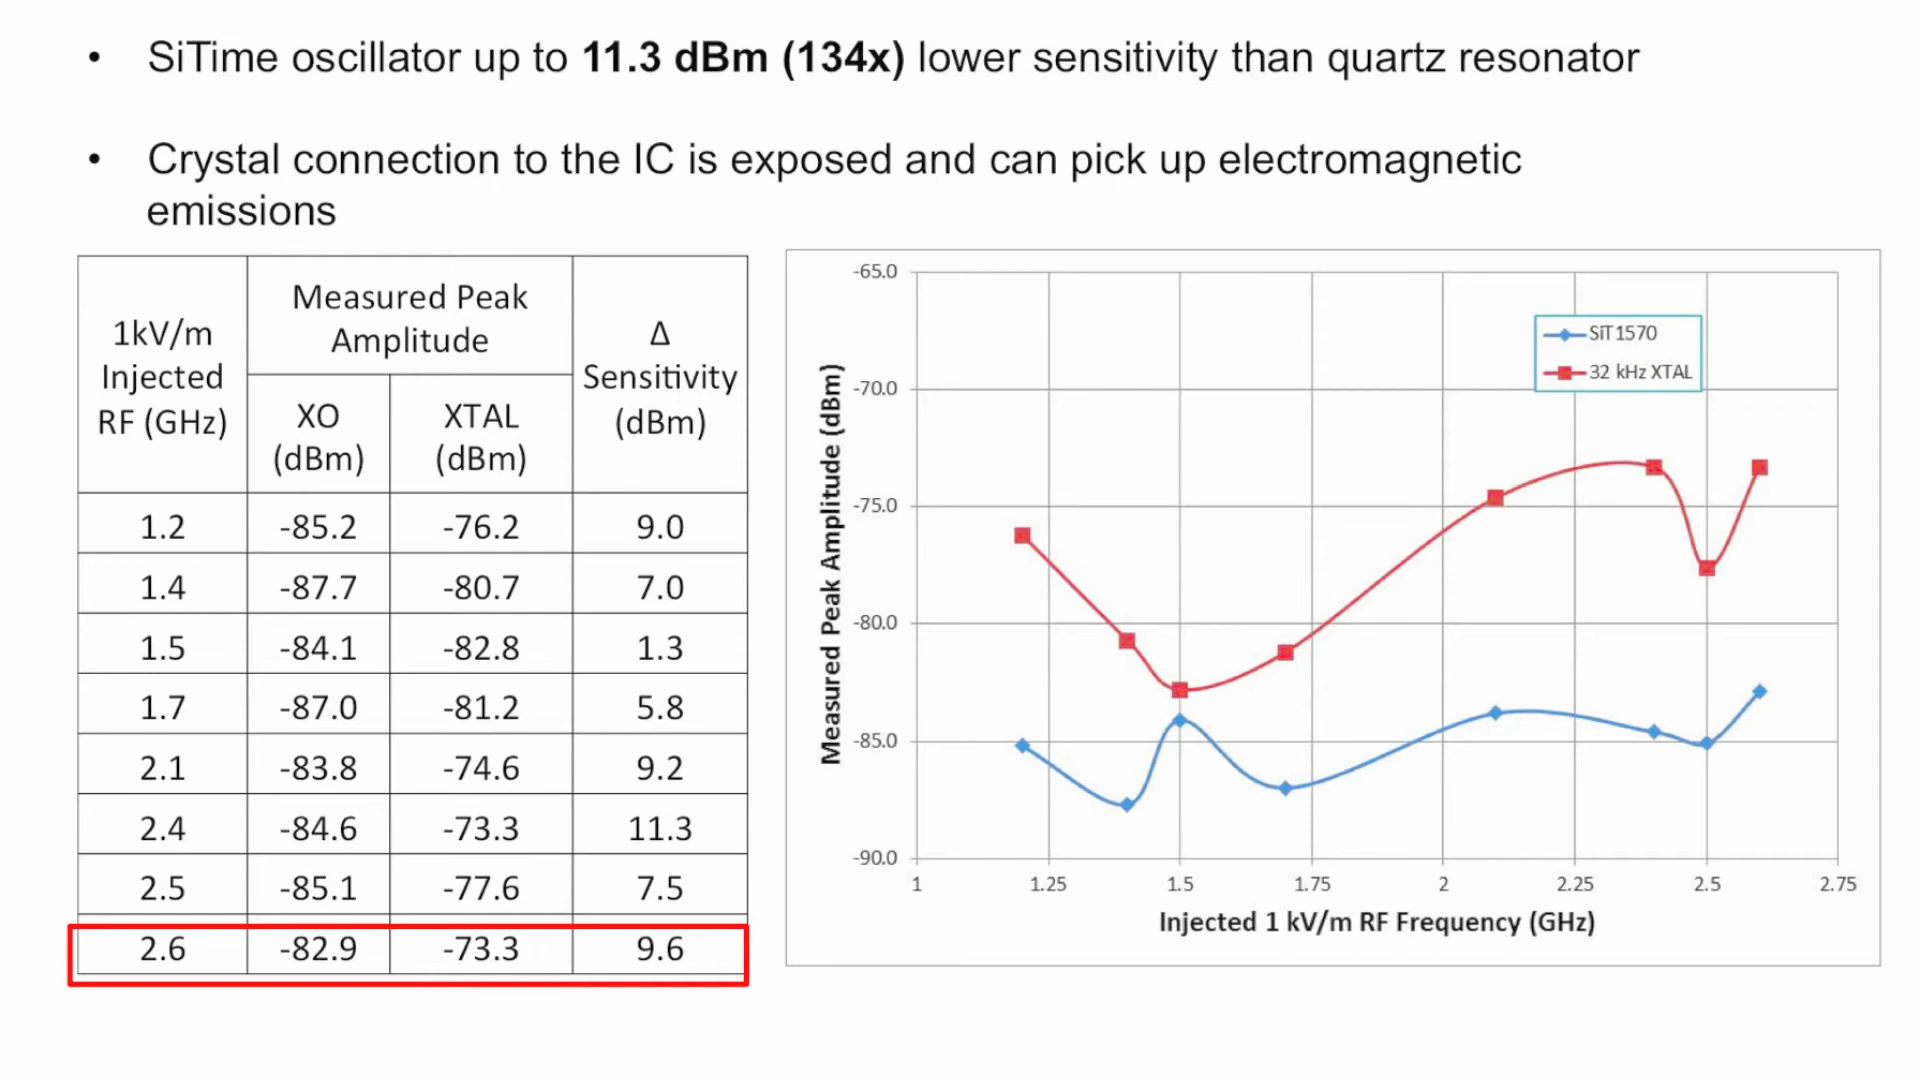 • SiTime oscillator up to 11.3 dBm (134x) lower sensitivity than quartz resonator
• Crystal connection to the IC is exposed and can pick up electromagnetic
emissions
1kV/m
Injected
RF (GHz)
Measured Peak
Amplitude
Δ
Sensitivity
(dBm)
XO
(dBm)
XTAL
(dBm)
1.2 -85.2 -76.2 9.0
1.4 -87.7 -80.7 7.0
1.5 -84.1 -82.8 1.3
1.7 -87.0 -81.2 5.8
2.1 -83.8 -74.6 9.2
2.4 -84.6 -73.3 11.3
2.5 -85.1 -77.6 7.5
2.6 -82.9 -73.3 9.6
Measured Peak Amplitude (dBm)
-65.0
-70.0
-75.0
-80.0
-85.0
-90.0
SiT1570
32 kHz XTAL
1 1.25 1.5 1.75 2 2.25 2.5 2.75
Injected 1 kV/m RF Frequency (GHz)